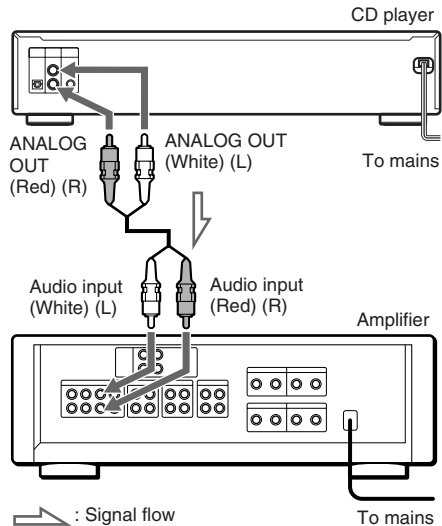 CD player
ANALOG
OUT
(Red) (R)
ANALOG OUT
(White) (L)
To mains
Audio input
(White) (L)
Audio input
(Red) (R)
Amplifier
: Signal flow
To mains